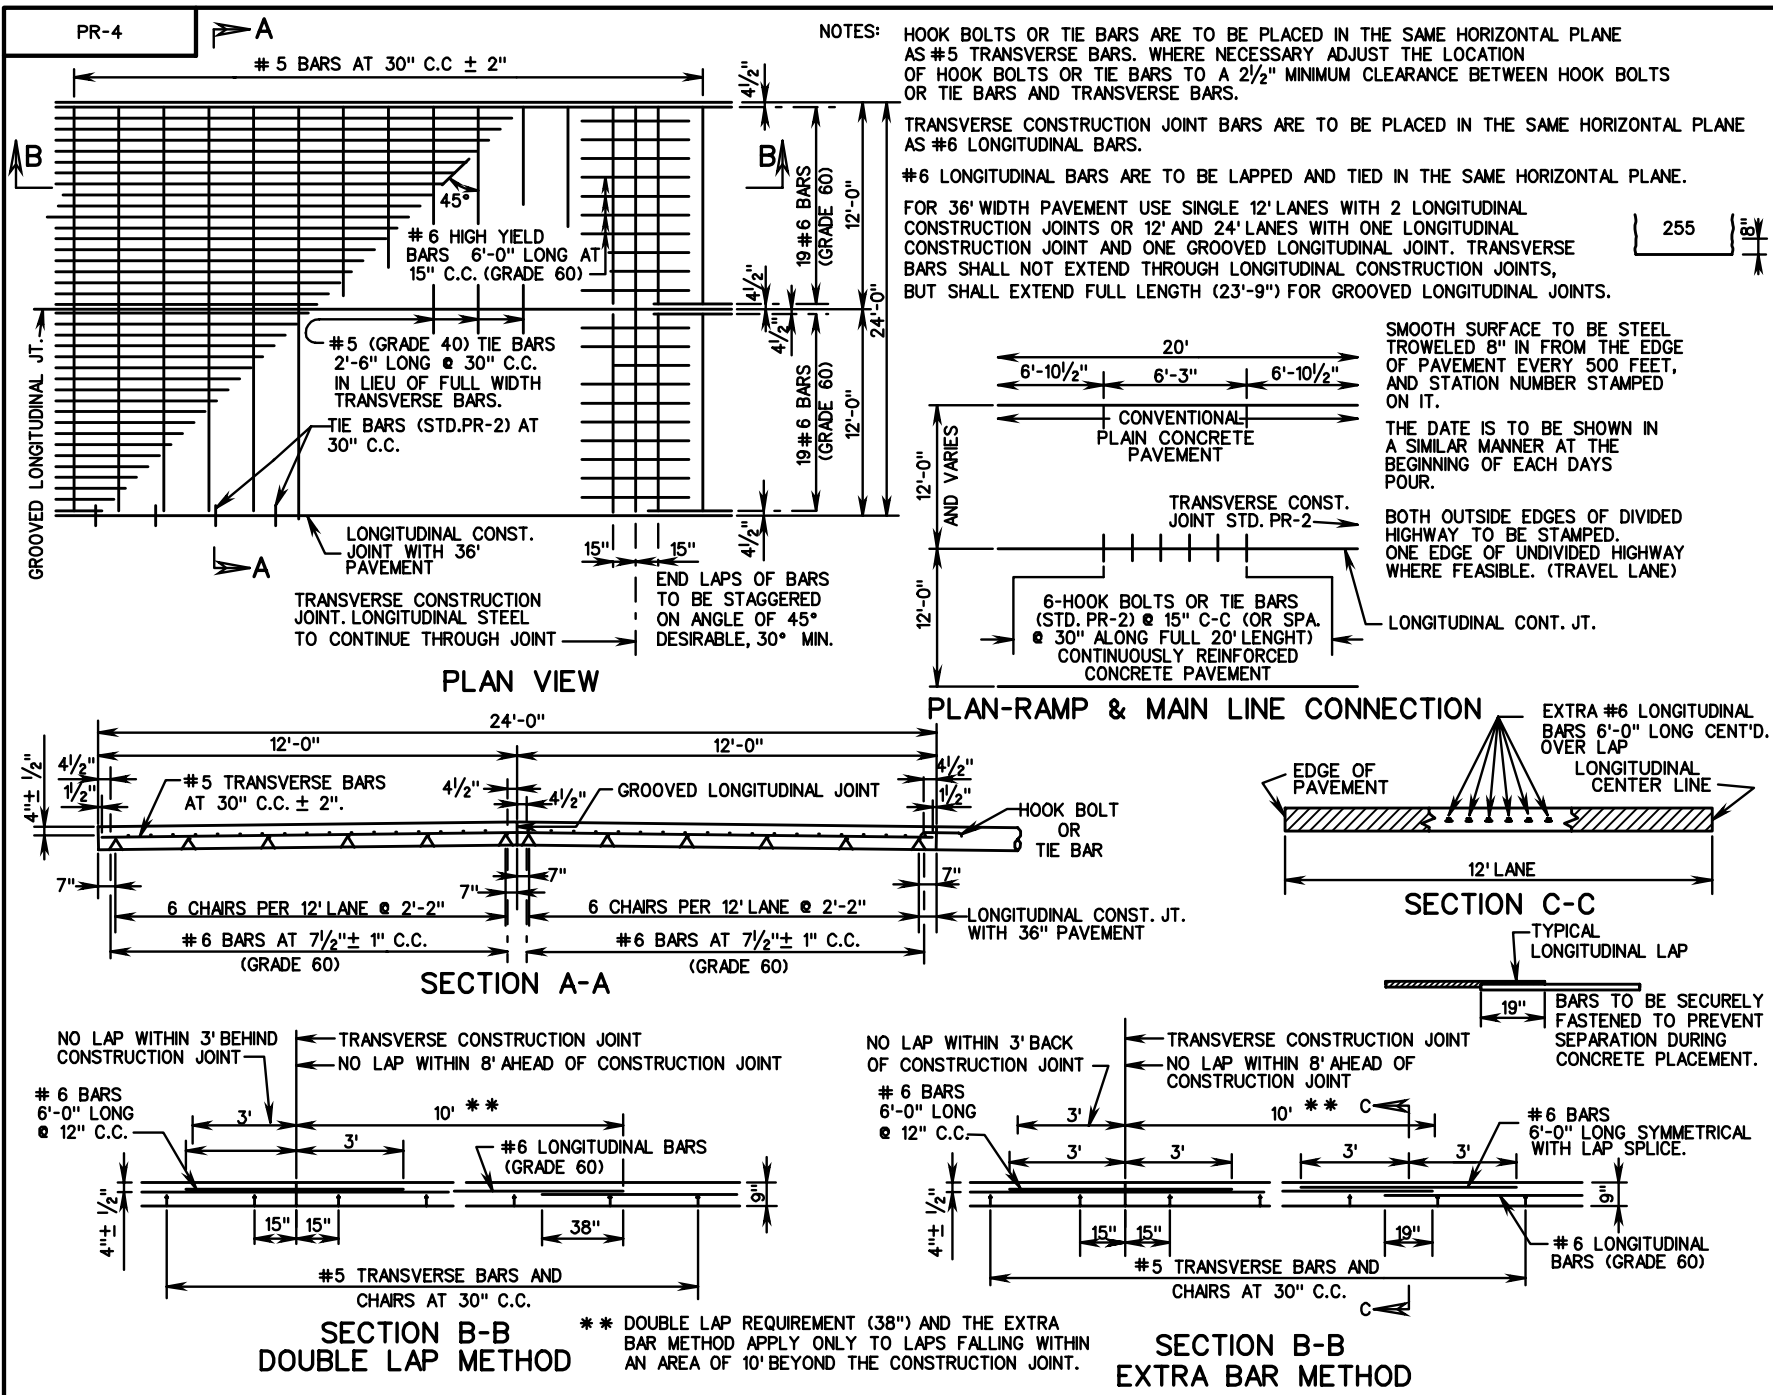 PR-4
A
# 5 BARS AT 30" C.C ± 2"
4½"
B
B
45°
#6 HIGH YIELD
BARS 6'-0" LONG AT
15" C.C. (GRADE 60)
19#6 BARS
(GRADE 60)
12'-0"
24'-0"
4½"
4½"
#5 (GRADE 40) TIE BARS
2'-6" LONG @ 30" C.C.
IN LIEU OF FULL WIDTH
TRANSVERSE BARS.
TIE BARS (STD.PR-2) AT
30" C.C.
19#6 BARS
(GRADE 60)
12'-0"
GROOVED LONGITUDINAL JT.
LONGITUDINAL CONST.
JOINT WITH 36'
PAVEMENT
A
15"
15"
4½"
TRANSVERSE CONSTRUCTION
JOINT. LONGITUDINAL STEEL
TO CONTINUE THROUGH JOINT
END LAPS OF BARS
TO BE STAGGERED
ON ANGLE OF 45°
DESIRABLE, 30° MIN.
PLAN VIEW
NOTES:
HOOK BOLTS OR TIE BARS ARE TO BE PLACED IN THE SAME HORIZONTAL PLANE
AS #5 TRANSVERSE BARS. WHERE NECESSARY ADJUST THE LOCATION
OF HOOK BOLTS OR TIE BARS TO A 2½" MINIMUM CLEARANCE BETWEEN HOOK BOLTS
OR TIE BARS AND TRANSVERSE BARS.
TRANSVERSE CONSTRUCTION JOINT BARS ARE TO BE PLACED IN THE SAME HORIZONTAL PLANE
AS #6 LONGITUDINAL BARS.
#6 LONGITUDINAL BARS ARE TO BE LAPPED AND TIED IN THE SAME HORIZONTAL PLANE.
FOR 36' WIDTH PAVEMENT USE SINGLE 12' LANES WITH 2 LONGITUDINAL
CONSTRUCTION JOINTS OR 12' AND 24' LANES WITH ONE LONGITUDINAL
CONSTRUCTION JOINT AND ONE GROOVED LONGITUDINAL JOINT. TRANSVERSE
BARS SHALL NOT EXTEND THROUGH LONGITUDINAL CONSTRUCTION JOINTS,
BUT SHALL EXTEND FULL LENGTH (23'-9") FOR GROOVED LONGITUDINAL JOINTS.
255
8"
20'
6'-10½"
6'-3"
6'-10½"
CONVENTIONAL
PLAIN CONCRETE
PAVEMENT
12'-0"
AND VARIES
TRANSVERSE CONST.
JOINT STD. PR-2
12'-0"
6-HOOK BOLTS OR TIE BARS
(STD. PR-2) @ 15" C-C (OR SPA.
@ 30" ALONG FULL 20' LENGHT)
CONTINUOUSLY REINFORCED
CONCRETE PAVEMENT
LONGITUDINAL CONT. JT.
PLAN-RAMP & MAIN LINE CONNECTION
SMOOTH SURFACE TO BE STEEL
TROWELED 8" IN FROM THE EDGE
OF PAVEMENT EVERY 500 FEET,
AND STATION NUMBER STAMPED
ON IT.
THE DATE IS TO BE SHOWN IN
A SIMILAR MANNER AT THE
BEGINNING OF EACH DAYS
POUR.
BOTH OUTSIDE EDGES OF DIVIDED
HIGHWAY TO BE STAMPED.
ONE EDGE OF UNDIVIDED HIGHWAY
WHERE FEASIBLE. (TRAVEL LANE)
24'-0"
12'-0"
12'-0"
4"± ½"
4½"
1½"
#5 TRANSVERSE BARS
AT 30" C.C. ± 2".
4½"
4½"
GROOVED LONGITUDINAL JOINT
4½"
1½"
HOOK BOLT
OR
TIE BAR
7"
7"
7"
7"
6 CHAIRS PER 12' LANE @ 2'-2"
6 CHAIRS PER 12' LANE @ 2'-2"
#6 BARS AT 7½"± 1" C.C.
(GRADE 60)
#6 BARS AT 7½"± 1" C.C.
(GRADE 60)
LONGITUDINAL CONST. JT.
WITH 36" PAVEMENT
SECTION A-A
EXTRA #6 LONGITUDINAL
BARS 6'-0" LONG CENT'D.
OVER LAP
EDGE OF
PAVEMENT
LONGITUDINAL
CENTER LINE
12' LANE
SECTION C-C
TYPICAL
LONGITUDINAL LAP
19"
BARS TO BE SECURELY
FASTENED TO PREVENT
SEPARATION DURING
CONCRETE PLACEMENT.
NO LAP WITHIN 3' BEHIND
CONSTRUCTION JOINT
TRANSVERSE CONSTRUCTION JOINT
NO LAP WITHIN 8' AHEAD OF CONSTRUCTION JOINT
# 6 BARS
6'-0" LONG
@ 12" C.C.
3'
10' **
3'
#6 LONGITUDINAL BARS
(GRADE 60)
4"± ½"
9"
15"
15"
38"
#5 TRANSVERSE BARS AND
CHAIRS AT 30" C.C.
SECTION B-B
DOUBLE LAP METHOD
** DOUBLE LAP REQUIREMENT (38") AND THE EXTRA
BAR METHOD APPLY ONLY TO LAPS FALLING WITHIN
AN AREA OF 10' BEYOND THE CONSTRUCTION JOINT.
NO LAP WITHIN 3' BACK
OF CONSTRUCTION JOINT
TRANSVERSE CONSTRUCTION JOINT
NO LAP WITHIN 8' AHEAD OF
CONSTRUCTION JOINT
# 6 BARS
6'-0" LONG
@ 12" C.C.
3'
10' **
C
#6 BARS
6'-0" LONG SYMMETRICAL
WITH LAP SPLICE.
3'
3'
3'
3'
4"± ½"
9"
15"
15"
19"
#6 LONGITUDINAL
BARS (GRADE 60)
#5 TRANSVERSE BARS AND
CHAIRS AT 30" C.C.
C
SECTION B-B
EXTRA BAR METHOD